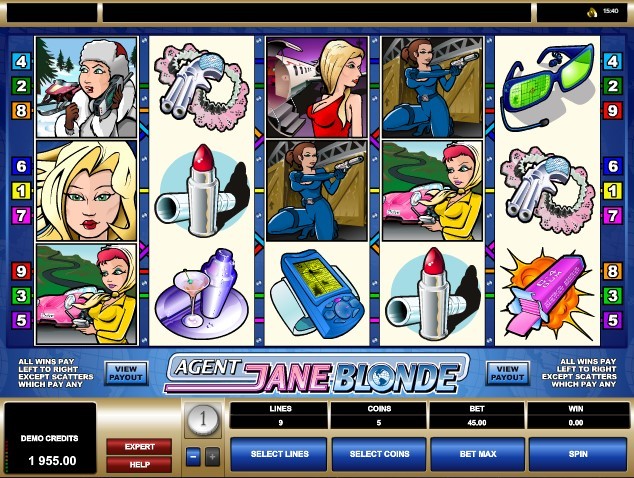 15:40
4
2
8
6
1
7
9
3
5
4
2
9
6
1
7
8
3
5
ALL WINS PAY
LEFT TO RIGHT
EXCEPT SCATTERS
WHICH PAY ANY
VIEW
PAYOUT
AGENT
JANE BLONDE
VIEW
PAYOUT
ALL WINS PAY
LEFT TO RIGHT
EXCEPT SCATTERS
WHICH PAY ANY
DEMO CREDITS
1 955.00
EXPERT
HELP
1
LINES
9
COINS
5
BET
45.00
WIN
0.00
SELECT LINES
SELECT COINS
BET MAX
SPIN